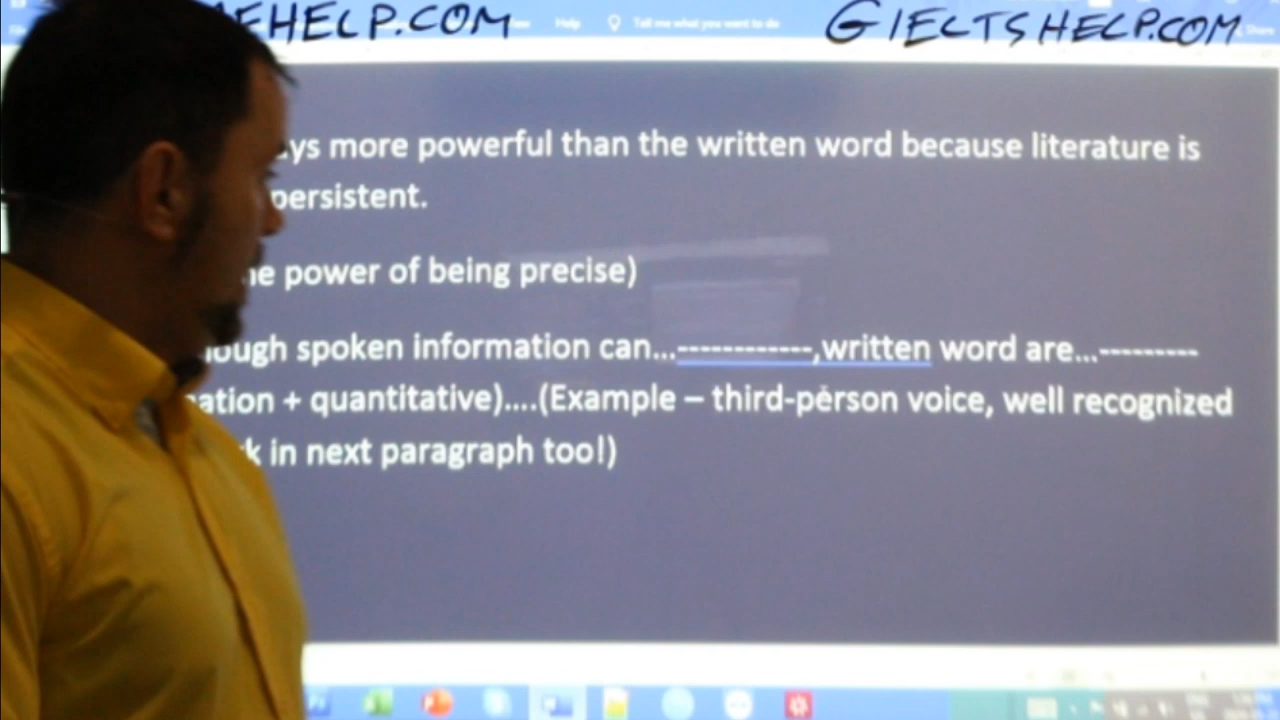 EHELP.COM GIELTSHELP.COM
Help Tell me what you want to do Share
ys more powerful than the written word because literature is
persistent.
e power of being precise)
ough spoken information can...------------,written word are...---------
ation + quantitative)....(Example – third-person voice, well recognized
k in next paragraph too!)